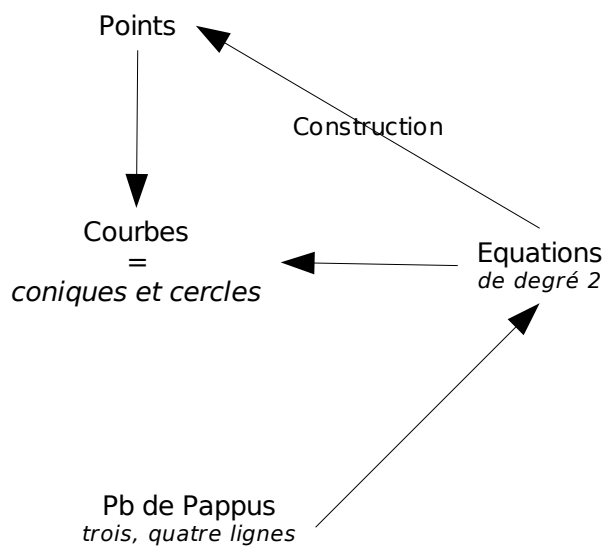 Points
Construction
Courbes
=
coniques et cercles
Equations
de degré 2
Pb de Pappus
trois, quatre lignes